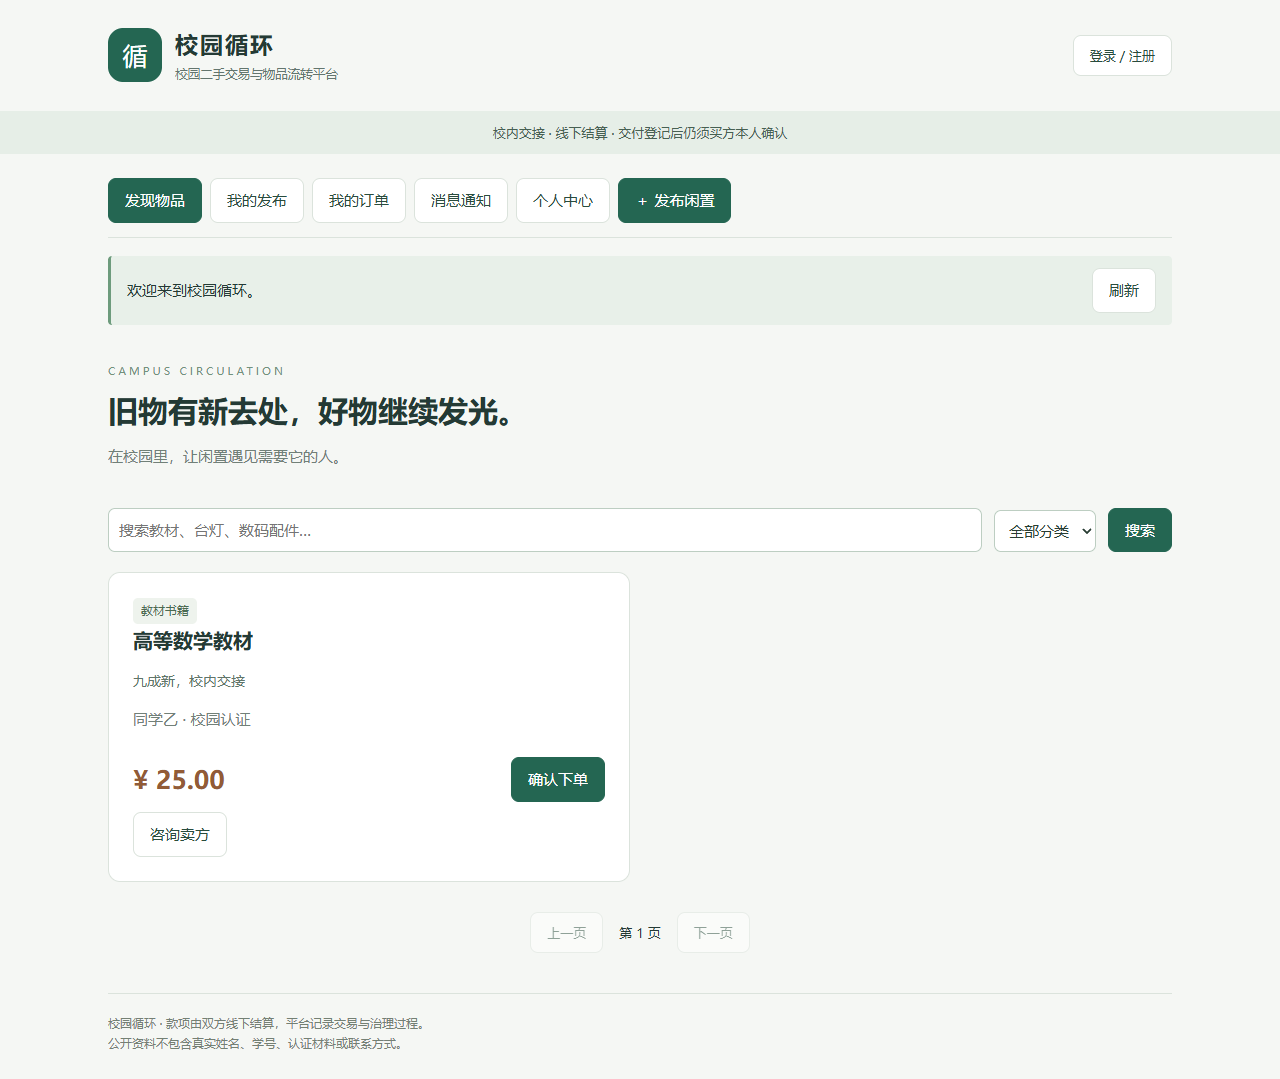 循
校园循环
校园二手交易与物品流转平台
登录 / 注册
校内交接 · 线下结算 · 交付登记后仍须买方本人确认
发现物品
我的发布
我的订单
消息通知
个人中心
＋ 发布闲置
欢迎来到校园循环。
刷新
CAMPUS CIRCULATION
旧物有新去处，好物继续发光。
在校园里，让闲置遇见需要它的人。
搜索教材、台灯、数码配件...
全部分类
搜索
教材书籍
高等数学教材
九成新，校内交接
同学乙 · 校园认证
¥ 25.00
确认下单
咨询卖方
上一页
第 1 页
下一页
校园循环 · 款项由双方线下结算，平台记录交易与治理过程。
公开资料不包含真实姓名、学号、认证材料或联系方式。